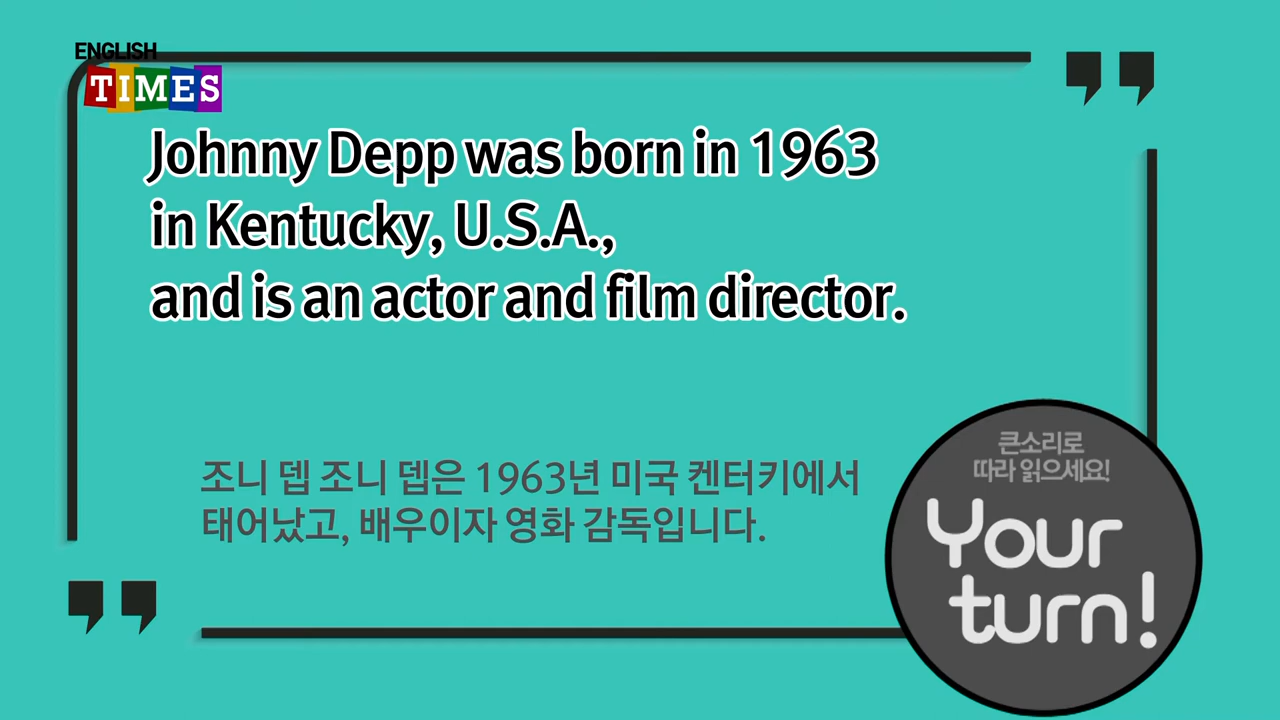 ENGLISH
TIMES
Johnny Depp was born in 1963
in Kentucky, U.S.A.,
and is an actor and film director.
조니 뎁 조니 뎁은 1963년 미국 켄터키에서
태어났고, 배우이자 영화 감독입니다.
큰소리로
따라 읽으세요!
Your
turn!